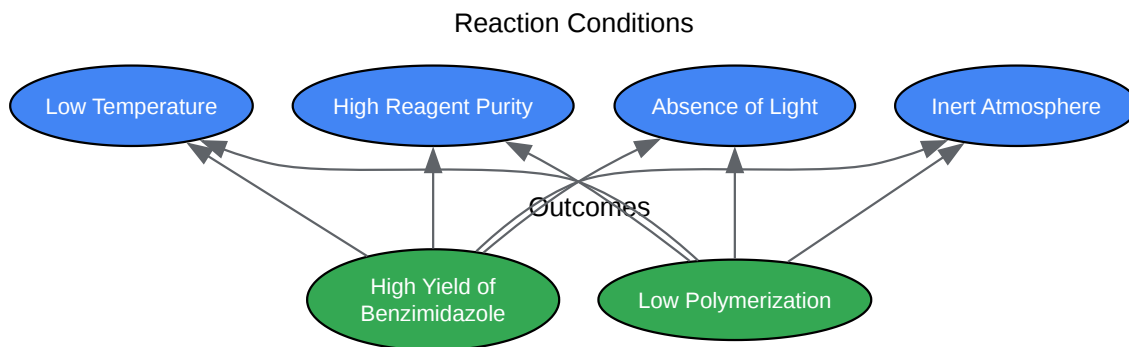 Reaction Conditions
Low Temperature
High Reagent Purity
Absence of Light
Inert Atmosphere
Outcomes
High Yield of
Benzimidazole
Low Polymerization